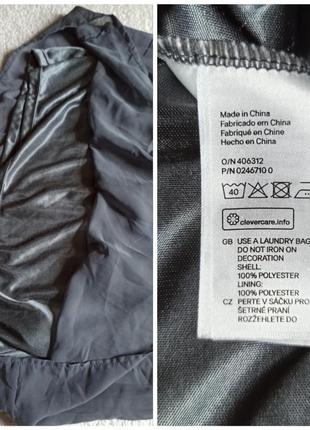 Made in China
Fabricado em China
Fabriqué en Chine
Hecho en China
O/N 406312
P/N 0246710 0
40
clevercare.info
GB USE A LAUNDRY BAG
DO NOT IRON ON
DECORATION
SHELL:
100% POLYESTER
LINING:
100% POLYESTER
CZ PERTE V SÁČKU PRO
ŠETRNÉ PRANÍ
ROZŽEHLETE DO